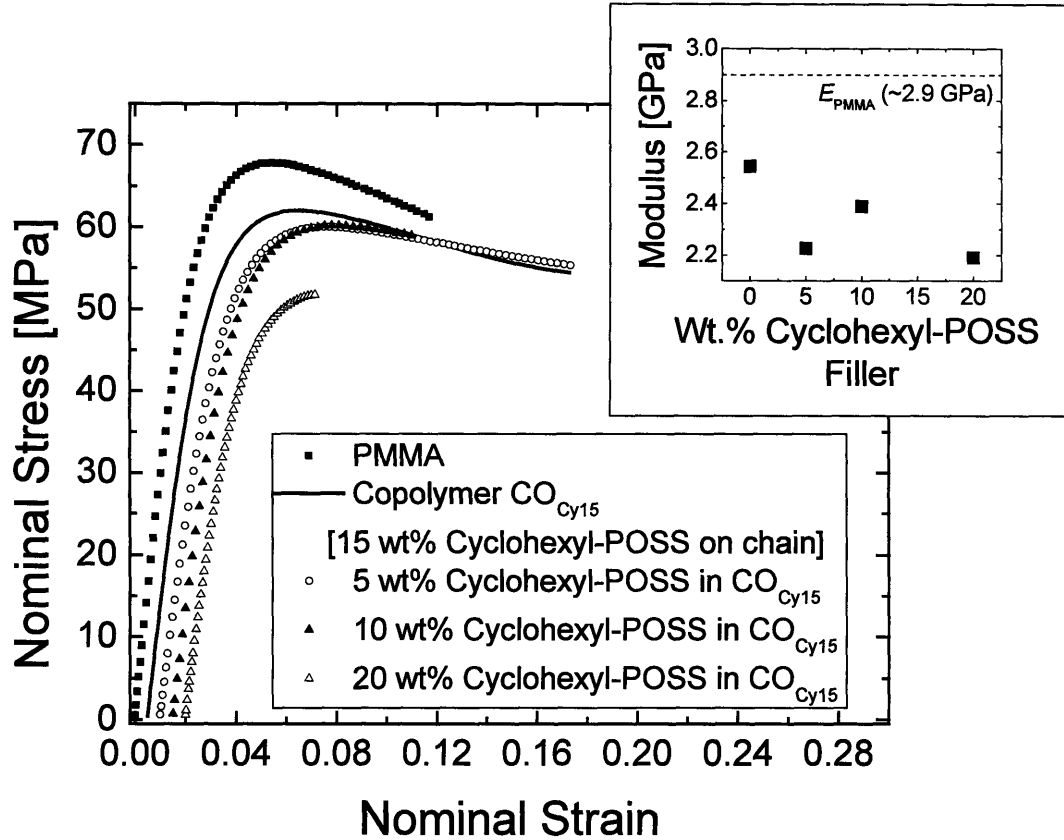 Nominal Stress [MPa]
70
60
50
40
30
20
10
0
0.00 0.04 0.08 0.12 0.16 0.20 0.24 0.28
Nominal Strain
PMMA
Copolymer CO_Cy15
[15 wt% Cyclohexyl-POSS on chain]
5 wt% Cyclohexyl-POSS in CO_Cy15
10 wt% Cyclohexyl-POSS in CO_Cy15
20 wt% Cyclohexyl-POSS in CO_Cy15
Modulus [GPa]
3.0
2.8
2.6
2.4
2.2
E_PMMA (~2.9 GPa)
0 5 10 15 20
Wt.% Cyclohexyl-POSS
Filler